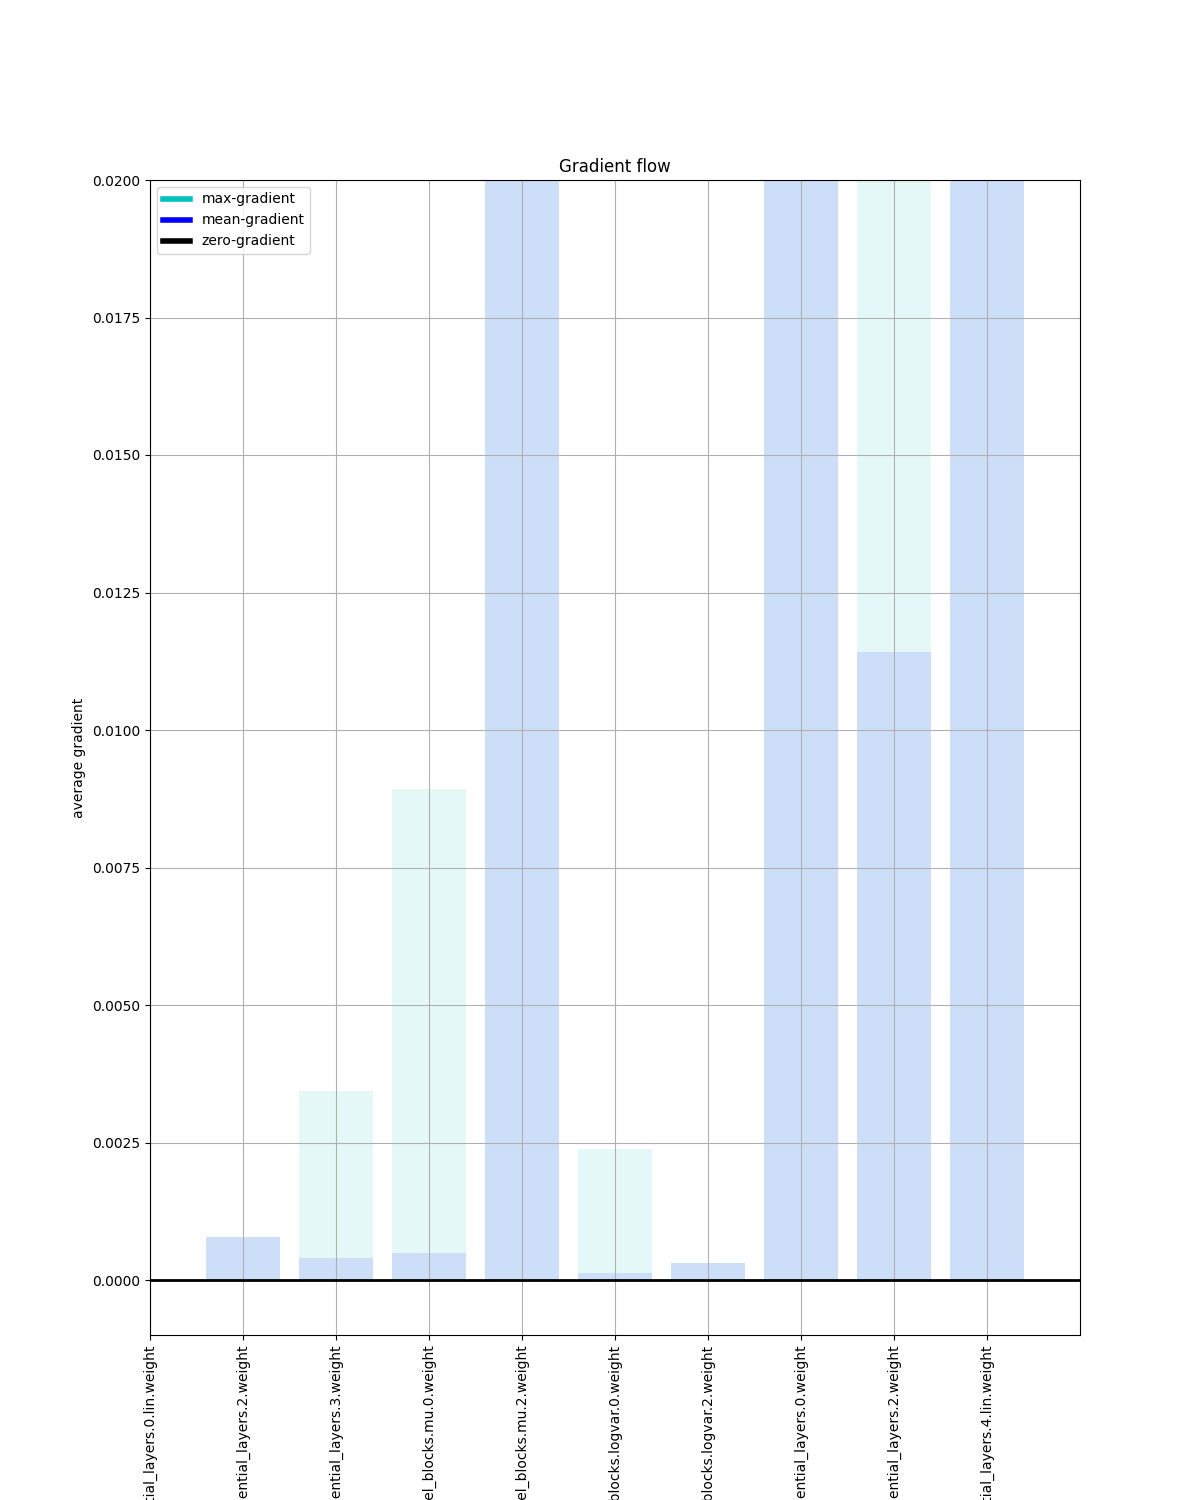 Gradient flow
max-gradient
mean-gradient
zero-gradient
0.0200
0.0175
0.0150
0.0125
0.0100
0.0075
0.0050
0.0025
0.0000
average gradient
tial_layers.0.lin.weight
ential_layers.2.weight
ential_layers.3.weight
el_blocks.mu.0.weight
el_blocks.mu.2.weight
blocks.logvar.0.weight
blocks.logvar.2.weight
ential_layers.0.weight
ential_layers.2.weight
tial_layers.4.lin.weight